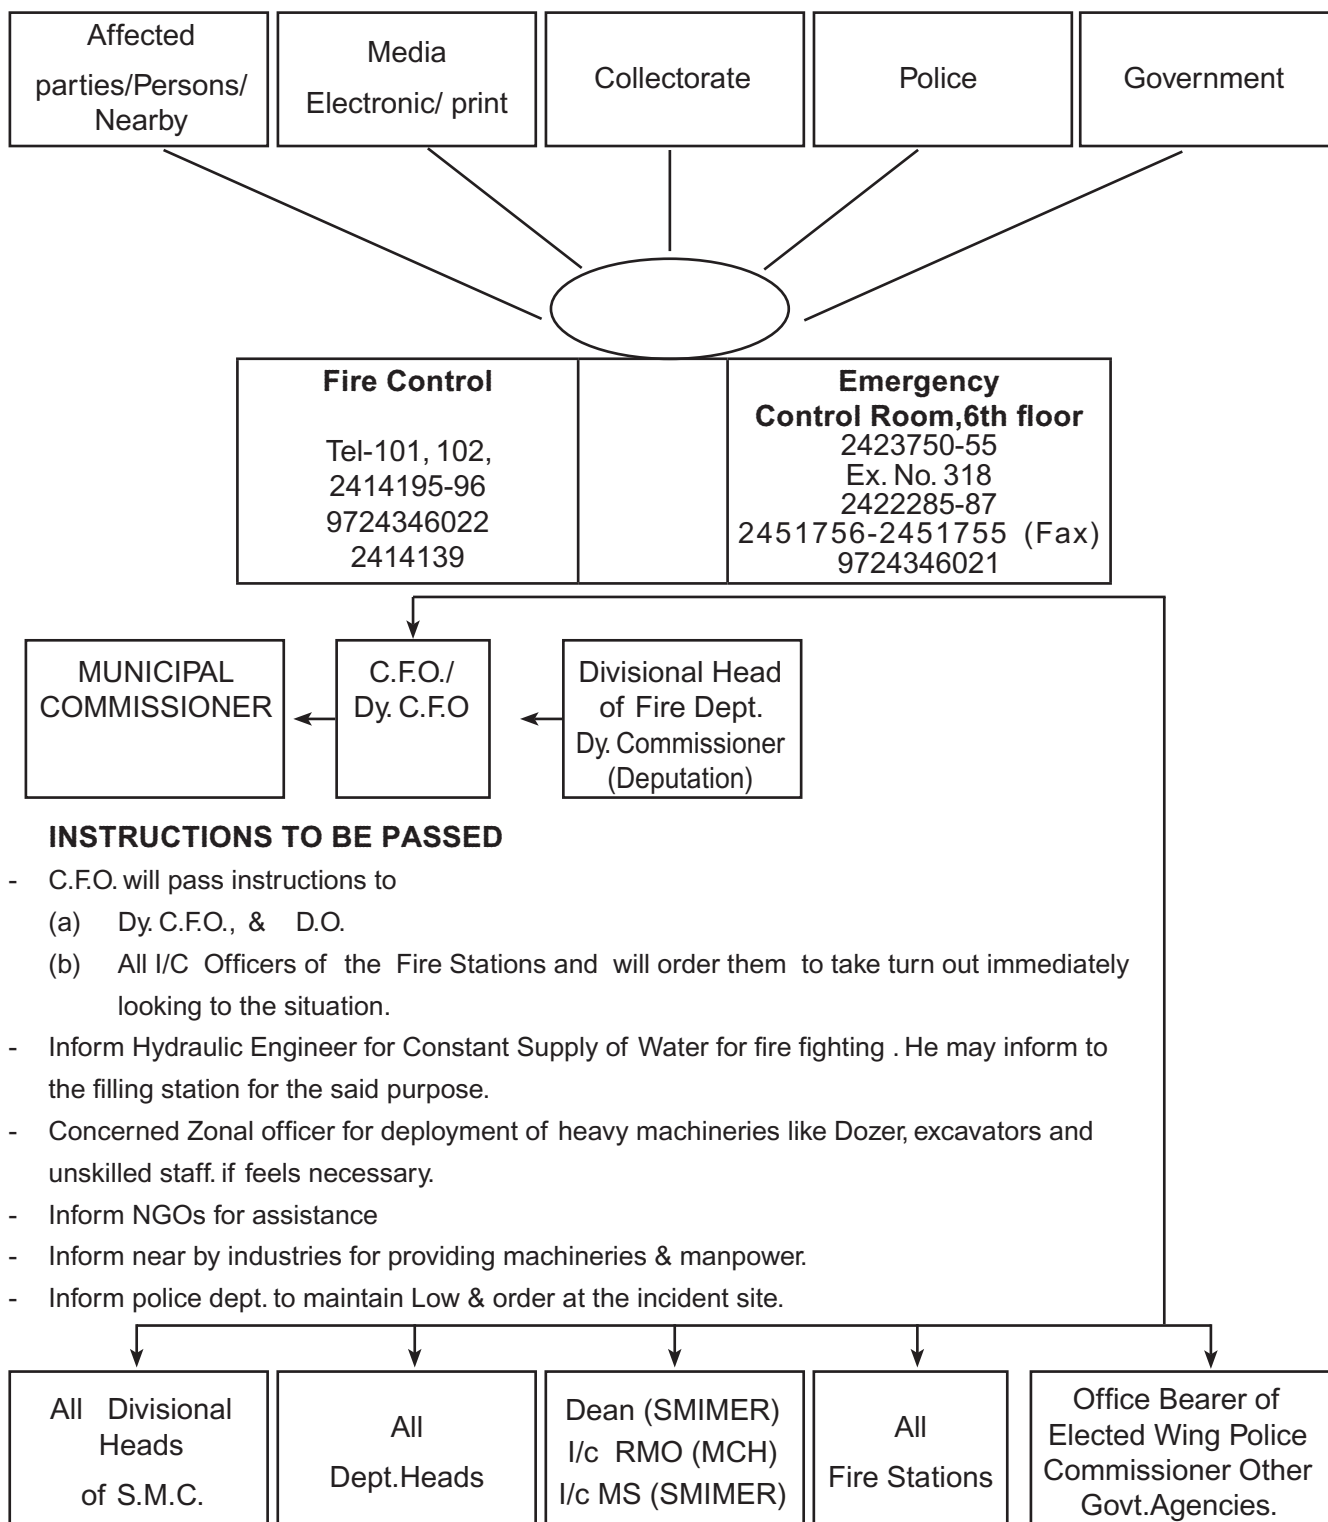 Affected
parties/Persons/
Nearby
Media
Electronic/ print
Collectorate
Police
Government
Fire Control
Tel-101, 102,
2414195-96
9724346022
2414139
Emergency
Control Room,6th floor
2423750-55
Ex. No. 318
2422285-87
2451756-2451755 (Fax)
9724346021
MUNICIPAL
COMMISSIONER
C.F.O./
Dy. C.F.O
Divisional Head
of Fire Dept.
Dy. Commissioner
(Deputation)
INSTRUCTIONS TO BE PASSED
- C.F.O. will pass instructions to
(a) Dy. C.F.O., & D.O.
(b) All I/C Officers of the Fire Stations and will order them to take turn out immediately
looking to the situation.
- Inform Hydraulic Engineer for Constant Supply of Water for fire fighting . He may inform to
the filling station for the said purpose.
- Concerned Zonal officer for deployment of heavy machineries like Dozer, excavators and
unskilled staff. if feels necessary.
- Inform NGOs for assistance
- Inform near by industries for providing machineries & manpower.
- Inform police dept. to maintain Low & order at the incident site.
All Divisional
Heads
of S.M.C.
All
Dept.Heads
Dean (SMIMER)
I/c RMO (MCH)
I/c MS (SMIMER)
All
Fire Stations
Office Bearer of
Elected Wing Police
Commissioner Other
Govt.Agencies.